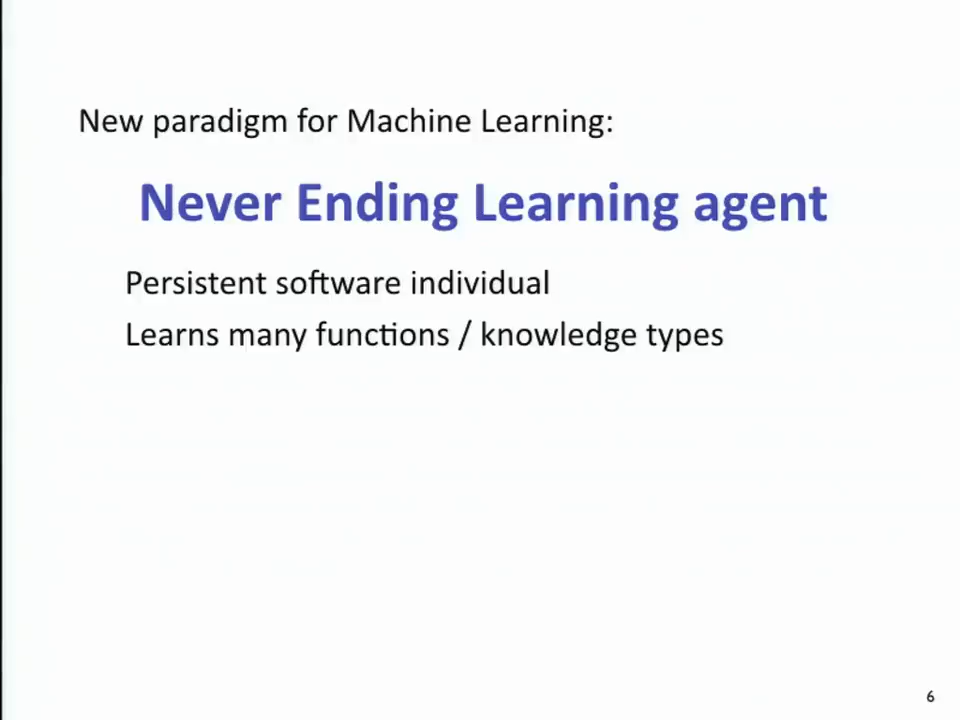 New paradigm for Machine Learning:
Never Ending Learning agent
Persistent software individual
Learns many functions / knowledge types
6